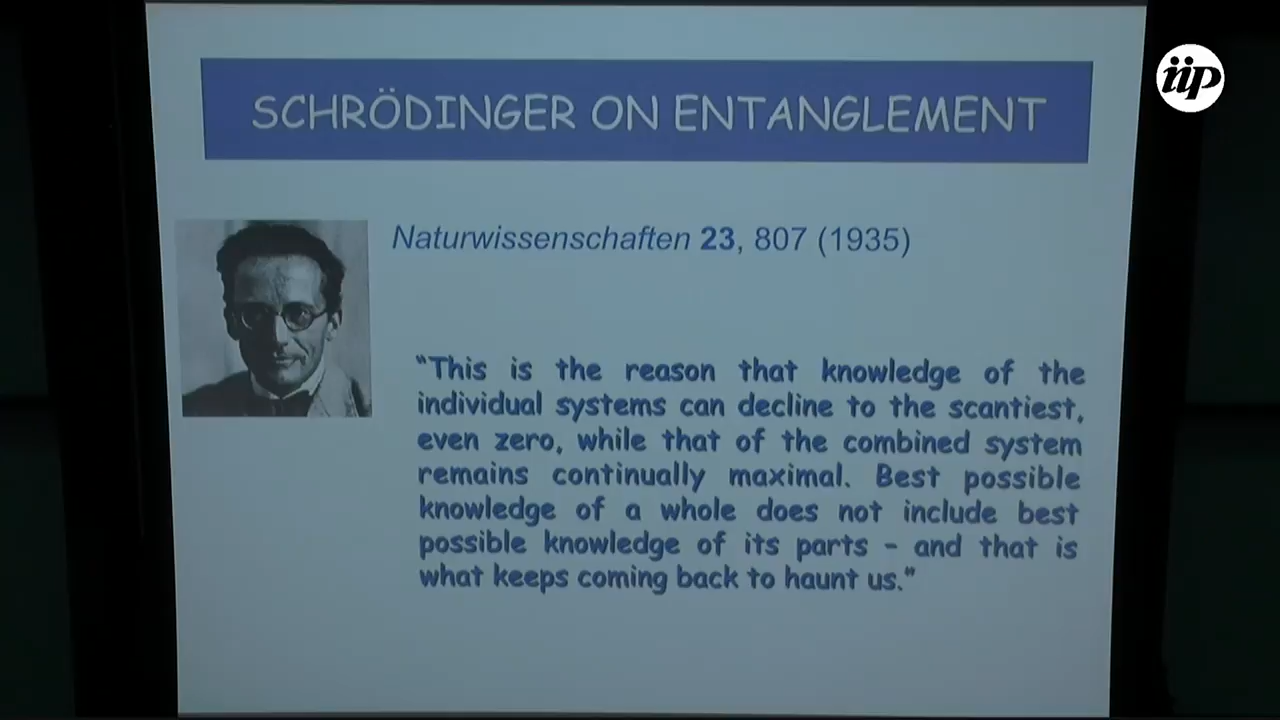 iip
SCHRÖDINGER ON ENTANGLEMENT
Naturwissenschaften 23, 807 (1935)
“This is the reason that knowledge of the
individual systems can decline to the scantiest,
even zero, while that of the combined system
remains continually maximal. Best possible
knowledge of a whole does not include best
possible knowledge of its parts – and that is
what keeps coming back to haunt us.”